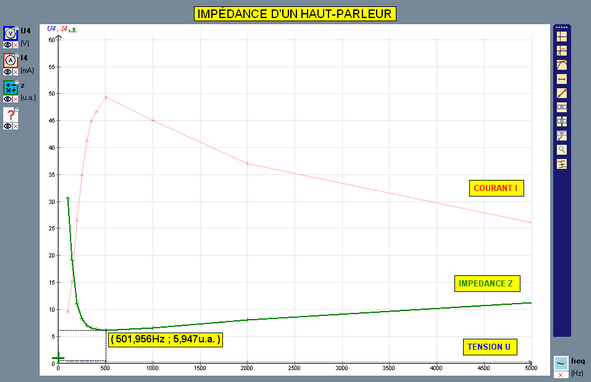 IMPÉDANCE D'UN HAUT-PARLEUR
U4
(V)
I4
(mA)
z
(u.a.)
?
U4 , I4 , z
60
55
50
45
40
35
30
25
20
15
10
5
0
COURANT I
IMPEDANCE Z
( 501,956Hz ; 5,947u.a. )
TENSION U
0 500 1000 1500 2000 2500 3000 3500 4000 4500 5000
freq
(Hz)